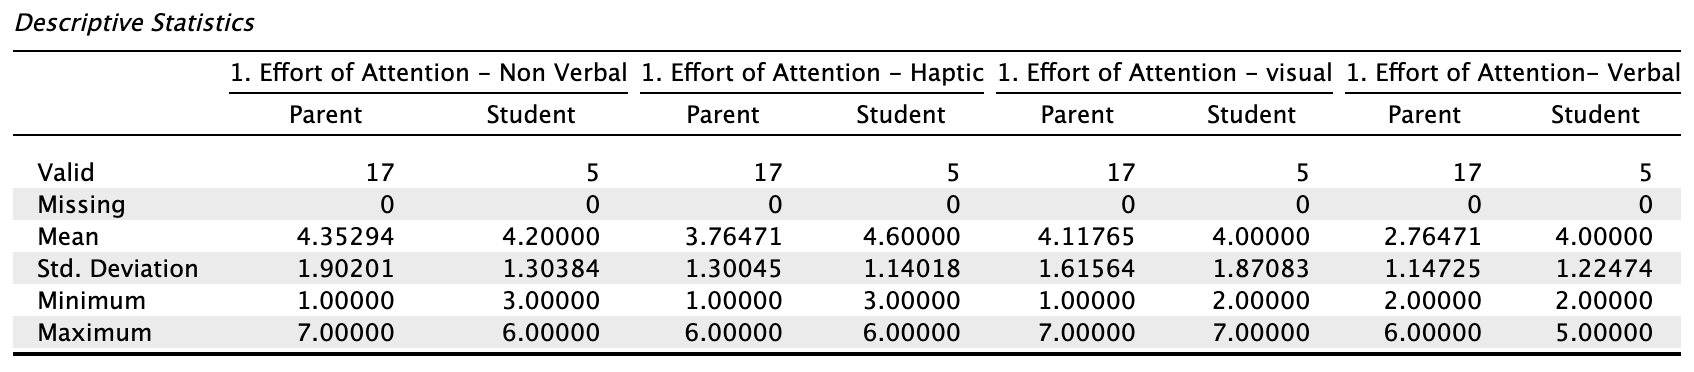 Descriptive Statistics
1. Effort of Attention - Non Verbal 1. Effort of Attention - Haptic 1. Effort of Attention - visual 1. Effort of Attention- Verbal
Parent Student Parent Student Parent Student Parent Student
Valid 17 5 17 5 17 5 17 5
Missing 0 0 0 0 0 0 0 0
Mean 4.35294 4.20000 3.76471 4.60000 4.11765 4.00000 2.76471 4.00000
Std. Deviation 1.90201 1.30384 1.30045 1.14018 1.61564 1.87083 1.14725 1.22474
Minimum 1.00000 3.00000 1.00000 3.00000 1.00000 2.00000 2.00000 2.00000
Maximum 7.00000 6.00000 6.00000 6.00000 7.00000 7.00000 6.00000 5.00000